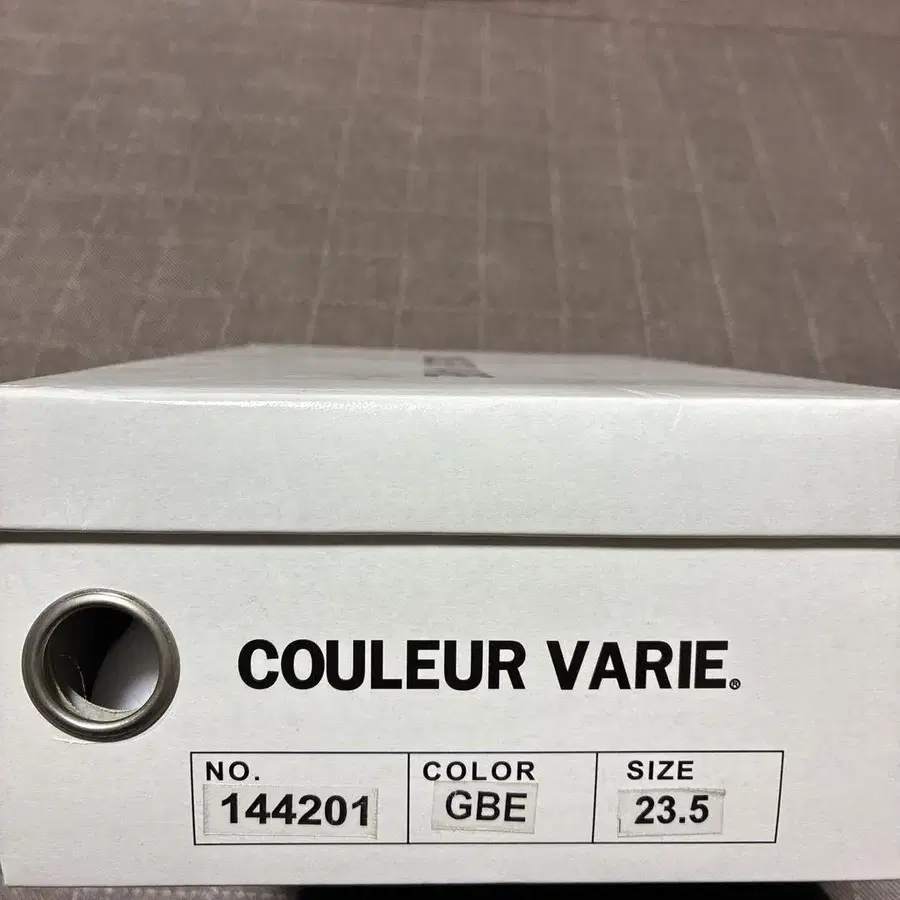 COULEUR VARIE®
NO. COLOR SIZE
144201 GBE 23.5